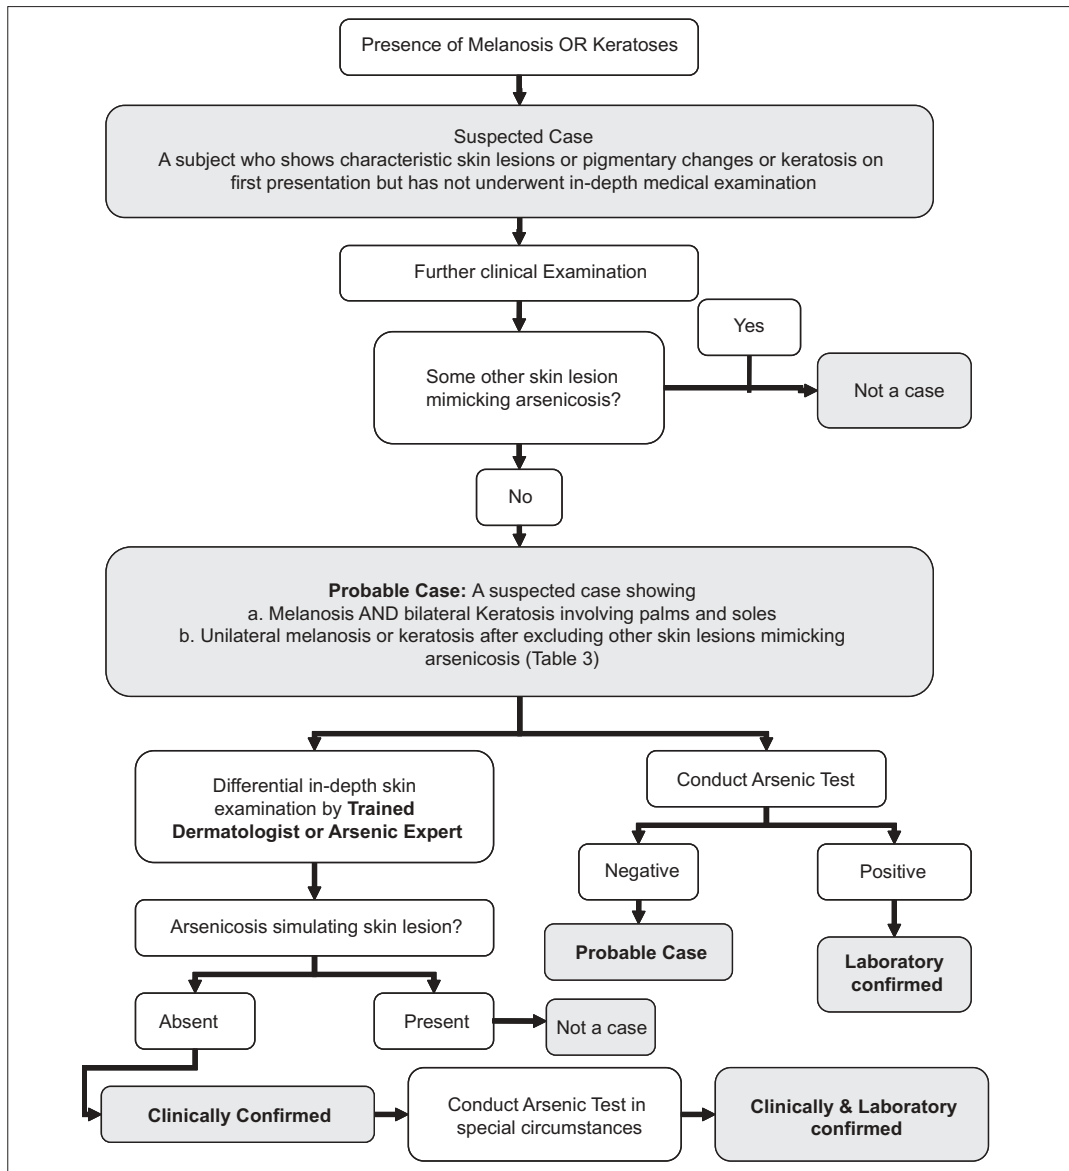 Presence of Melanosis OR Keratoses
Suspected Case
A subject who shows characteristic skin lesions or pigmentary changes or keratosis on
first presentation but has not underwent in-depth medical examination
Further clinical Examination
Yes
Some other skin lesion
mimicking arsenicosis?
Not a case
No
Probable Case: A suspected case showing
a. Melanosis AND bilateral Keratosis involving palms and soles
b. Unilateral melanosis or keratosis after excluding other skin lesions mimicking
arsenicosis (Table 3)
Differential in-depth skin
examination by Trained
Dermatologist or Arsenic Expert
Conduct Arsenic Test
Negative
Positive
Arsenicosis simulating skin lesion?
Probable Case
Laboratory
confirmed
Absent
Present
Not a case
Clinically Confirmed
Conduct Arsenic Test in
special circumstances
Clinically & Laboratory
confirmed